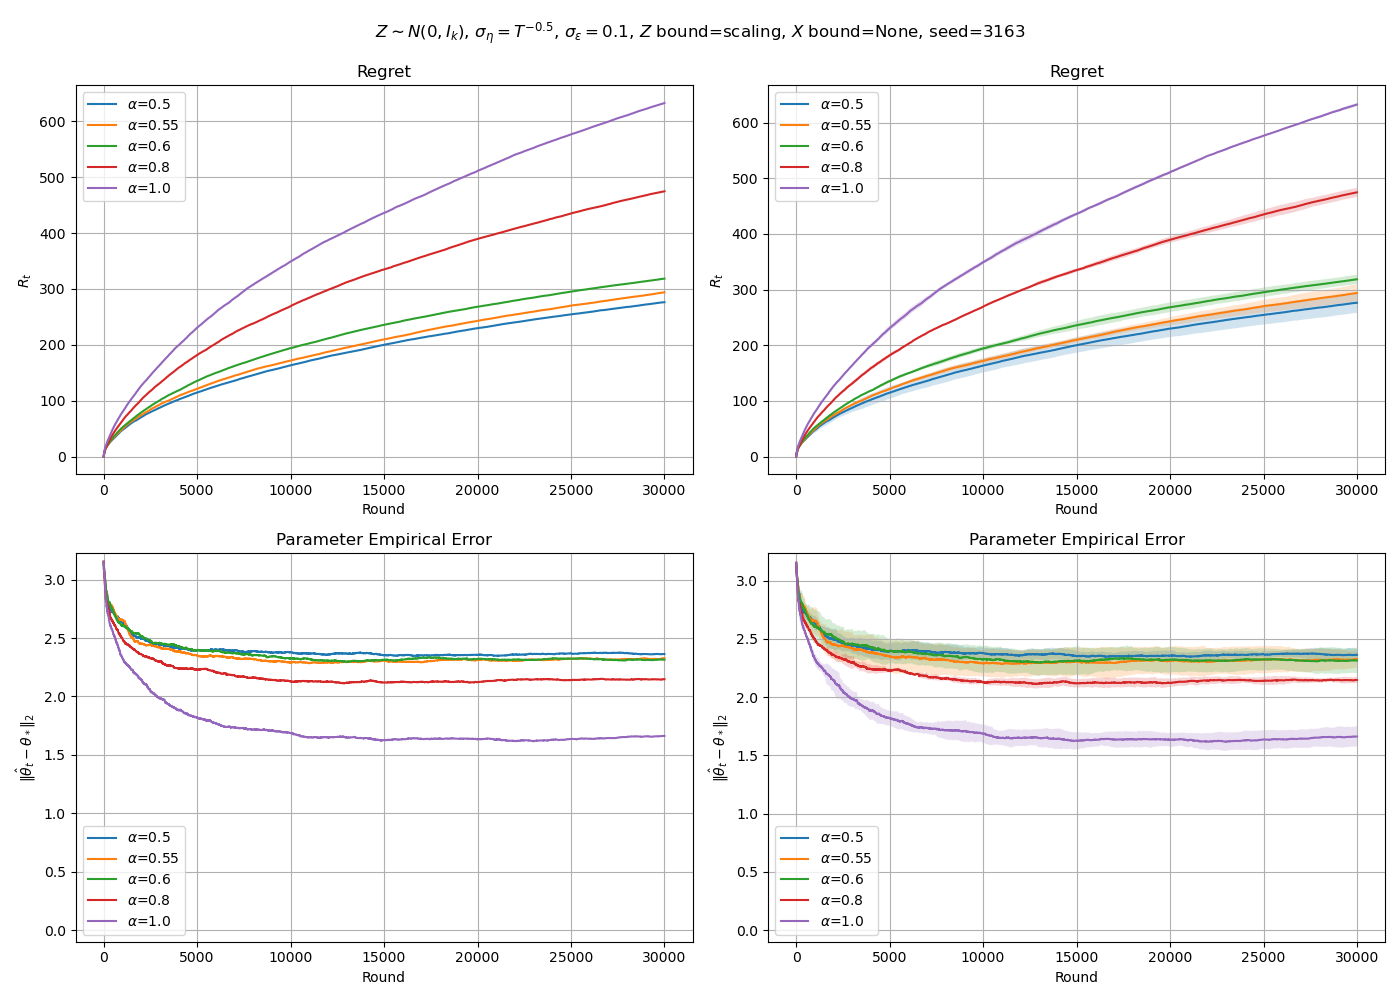 Z ~ N(0, I_k), σ_η = T^{-0.5}, σ_ε = 0.1, Z bound=scaling, X bound=None, seed=3163
Regret
600
500
400
300
200
100
0
R_t
α=0.5
α=0.55
α=0.6
α=0.8
α=1.0
0 5000 10000 15000 20000 25000 30000
Round
Regret
600
500
400
300
200
100
0
R_t
α=0.5
α=0.55
α=0.6
α=0.8
α=1.0
0 5000 10000 15000 20000 25000 30000
Round
Parameter Empirical Error
3.0
2.5
2.0
1.5
1.0
0.5
0.0
‖θ̂_t − θ_*‖_2
α=0.5
α=0.55
α=0.6
α=0.8
α=1.0
0 5000 10000 15000 20000 25000 30000
Round
Parameter Empirical Error
3.0
2.5
2.0
1.5
1.0
0.5
0.0
‖θ̂_t − θ_*‖_2
α=0.5
α=0.55
α=0.6
α=0.8
α=1.0
0 5000 10000 15000 20000 25000 30000
Round